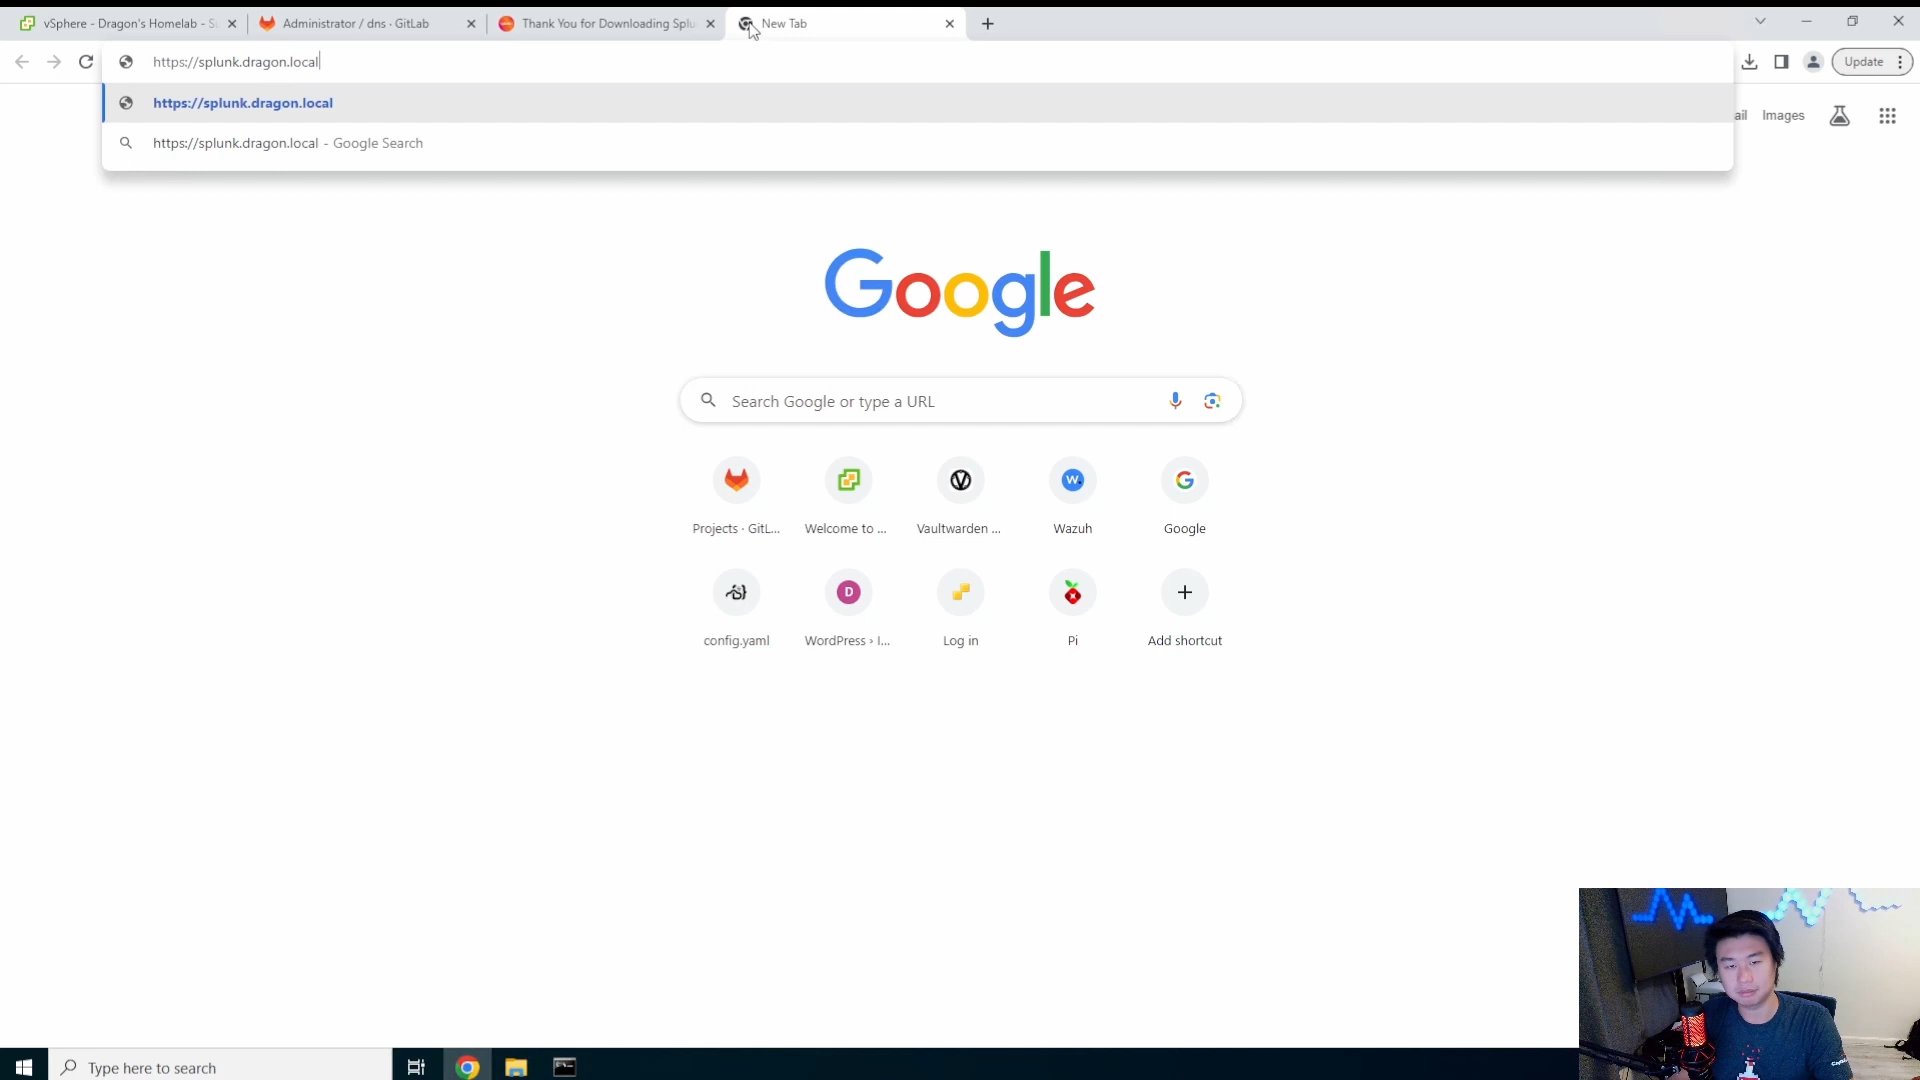 vSphere - Dragon's Homelab - S
Administrator / dns · GitLab
Thank You for Downloading Splu
New Tab
https://splunk.dragon.local
Update
https://splunk.dragon.local
https://splunk.dragon.local - Google Search
ail
Images
Google
Search Google or type a URL
Projects · GitL...
Welcome to ...
Vaultwarden ...
Wazuh
Google
config.yaml
WordPress › I...
Log in
Pi
Add shortcut
Type here to search